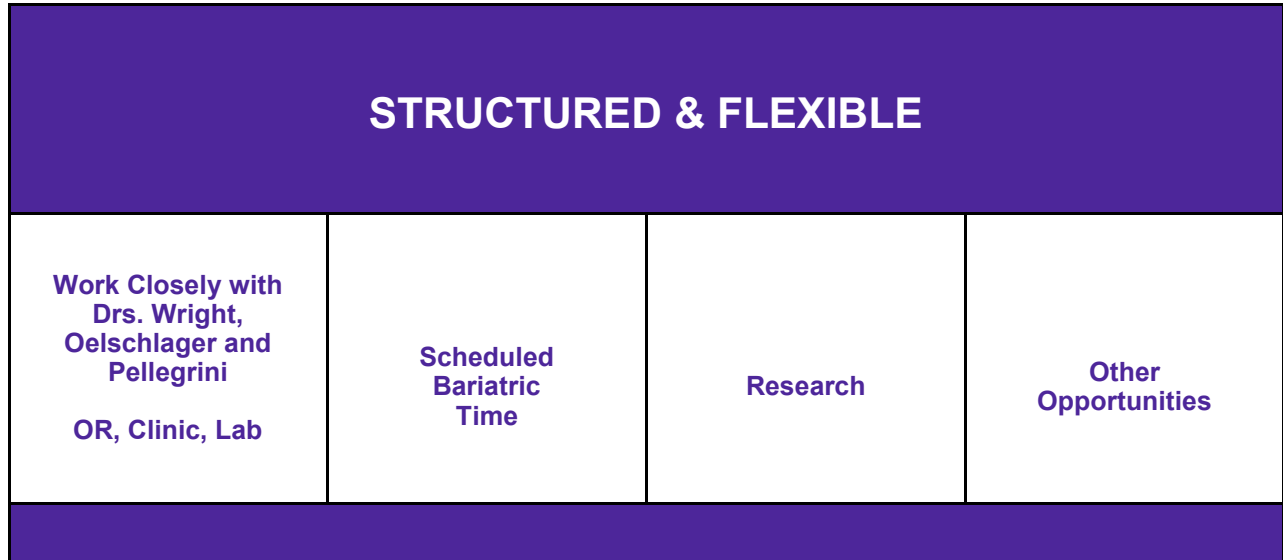 STRUCTURED & FLEXIBLE
Work Closely with
Drs. Wright,
Oelschlager and
Pellegrini
OR, Clinic, Lab
Scheduled
Bariatric
Time
Research
Other
Opportunities